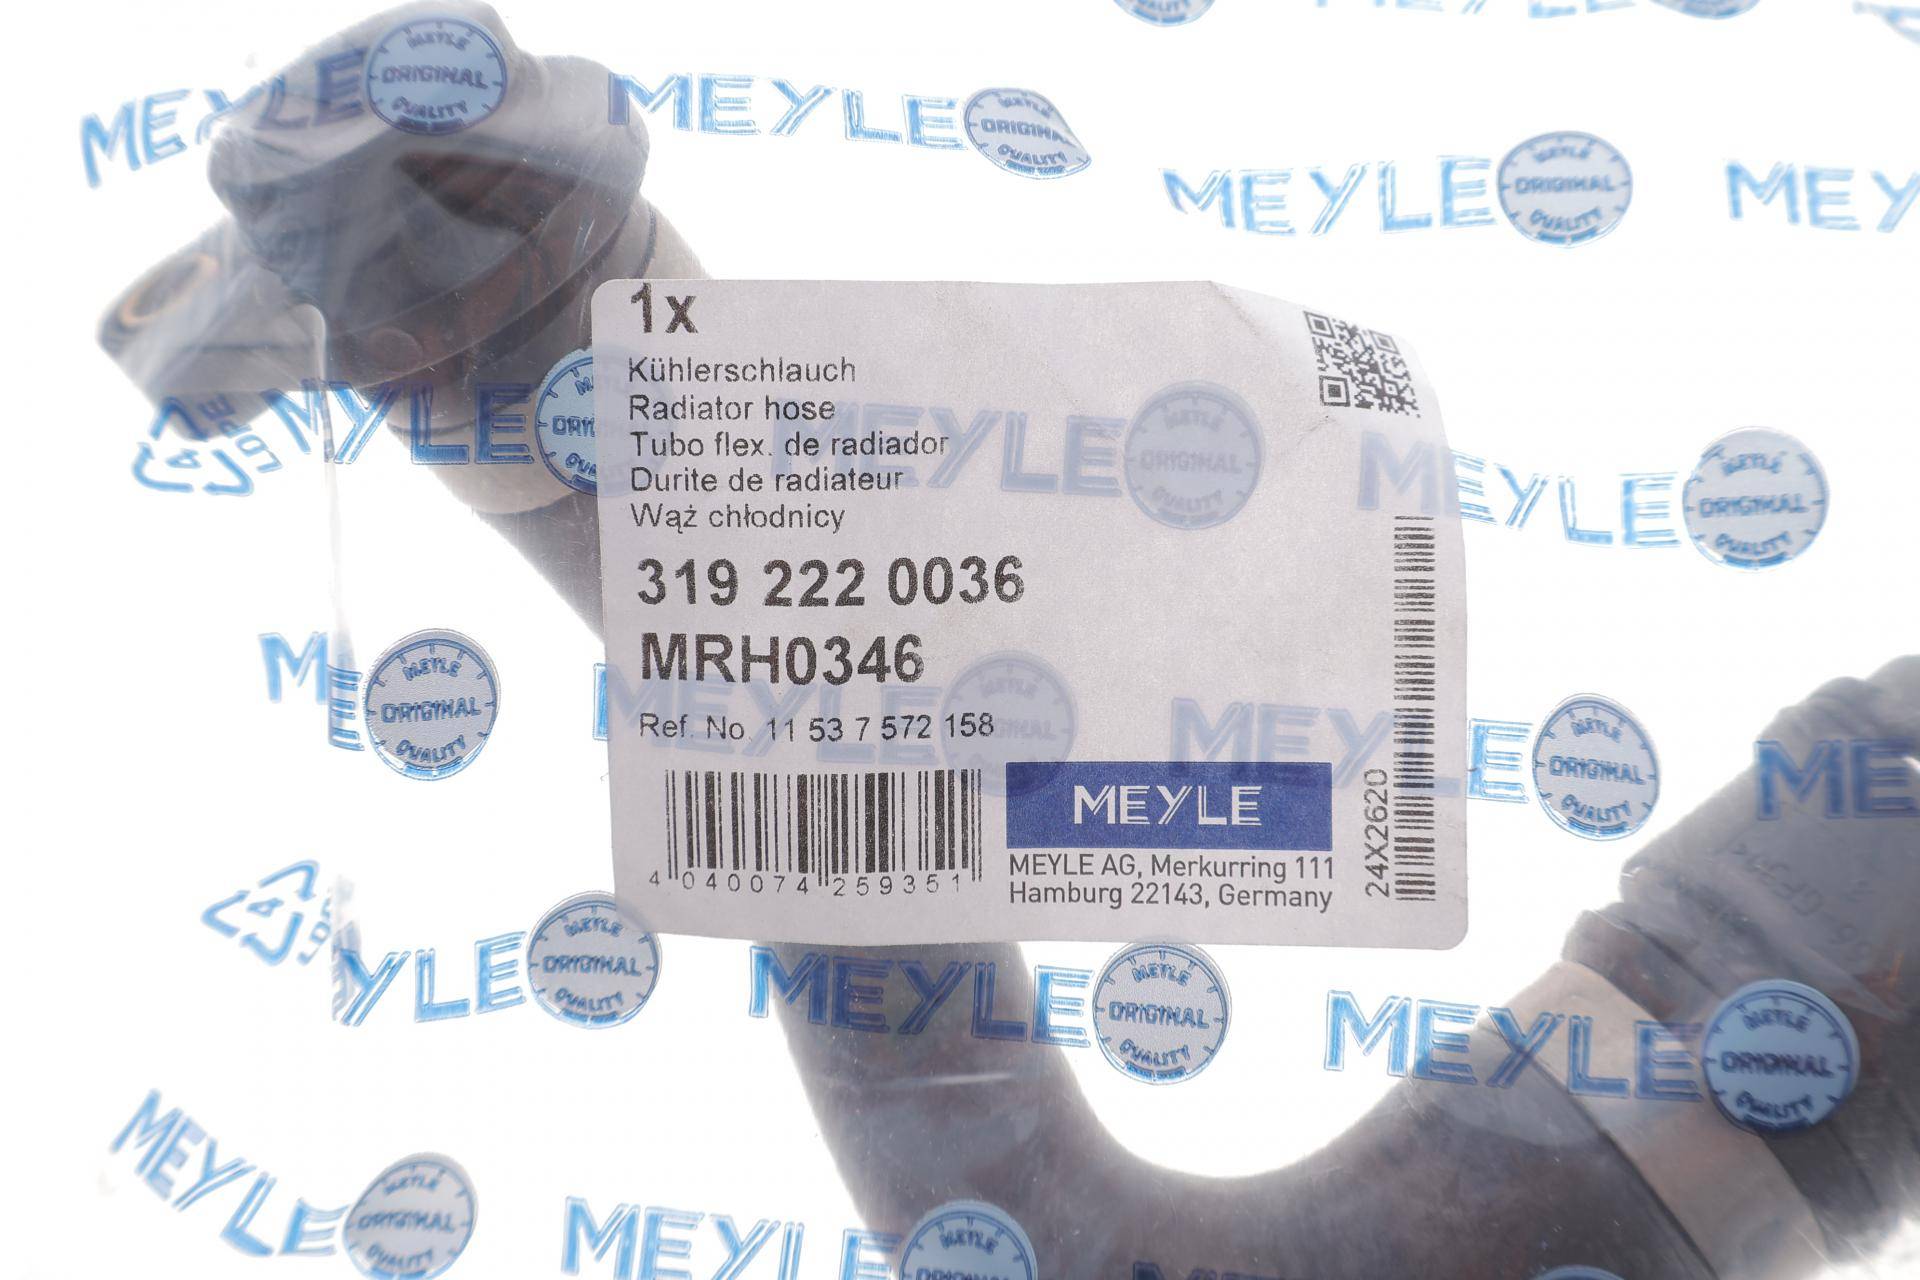 1x
Kühlerschlauch
Radiator hose
Tubo flex. de radiador
Durite de radiateur
Wąż chłodnicy
319 222 0036
MRH0346
Ref. No. 11 53 7 572 158
4 040074 259351
MEYLE
MEYLE AG, Merkurring 111
Hamburg 22143, Germany
24X2620
MEYLE
MEYLE
ORIGINAL
QUALITY